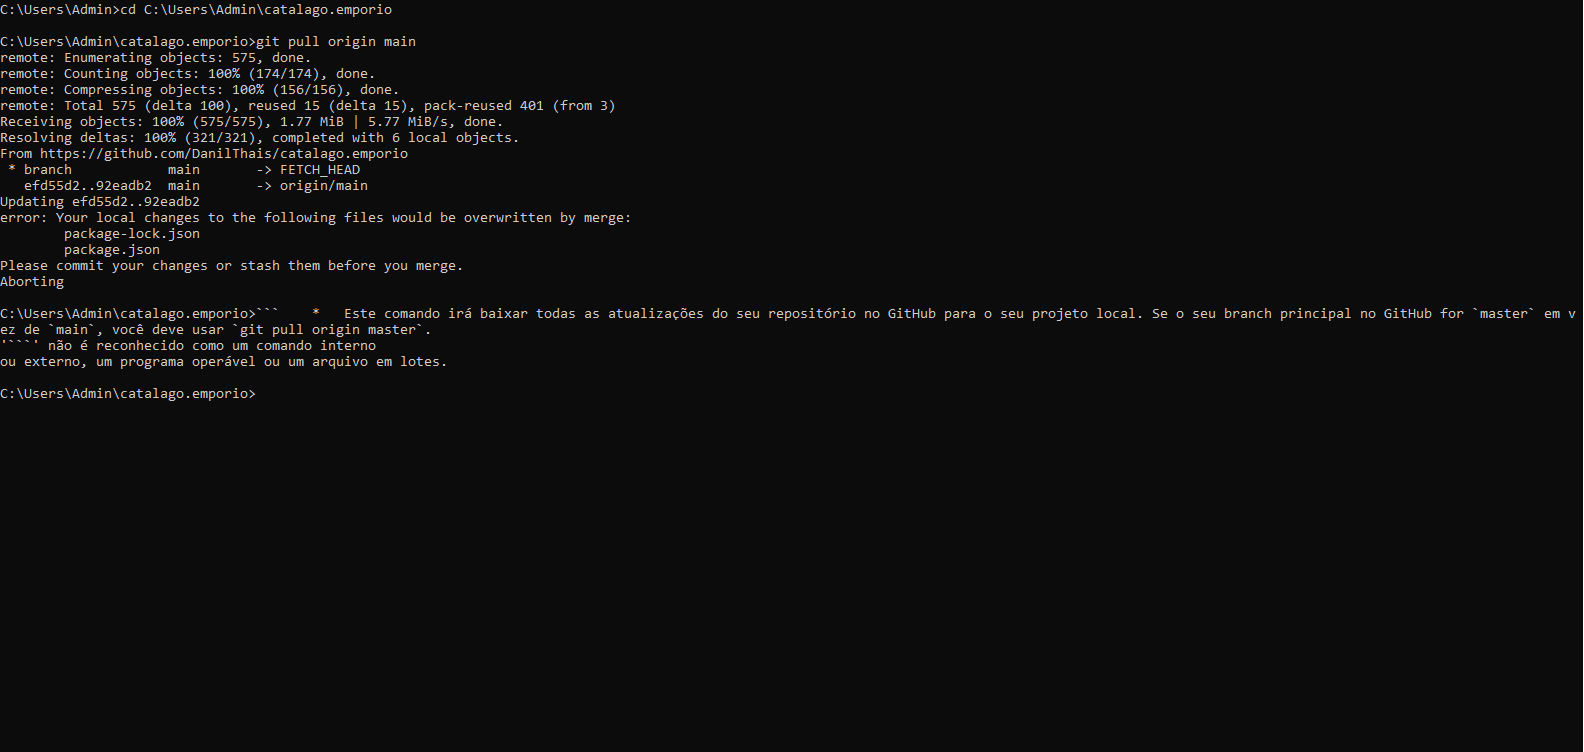 C:\Users\Admin>cd C:\Users\Admin\catalago.emporio
C:\Users\Admin\catalago.emporio>git pull origin main
remote: Enumerating objects: 575, done.
remote: Counting objects: 100% (174/174), done.
remote: Compressing objects: 100% (156/156), done.
remote: Total 575 (delta 100), reused 15 (delta 15), pack-reused 401 (from 3)
Receiving objects: 100% (575/575), 1.77 MiB | 5.77 MiB/s, done.
Resolving deltas: 100% (321/321), completed with 6 local objects.
From https://github.com/DanilThais/catalago.emporio
 * branch            main       -> FETCH_HEAD
   efd55d2..92eadb2  main       -> origin/main
Updating efd55d2..92eadb2
error: Your local changes to the following files would be overwritten by merge:
        package-lock.json
        package.json
Please commit your changes or stash them before you merge.
Aborting
C:\Users\Admin\catalago.emporio>```    *   Este comando irá baixar todas as atualizações do seu repositório no GitHub para o seu projeto local. Se o seu branch principal no GitHub for `master` em v
ez de `main`, você deve usar `git pull origin master`.
'```' não é reconhecido como um comando interno
ou externo, um programa operável ou um arquivo em lotes.
C:\Users\Admin\catalago.emporio>